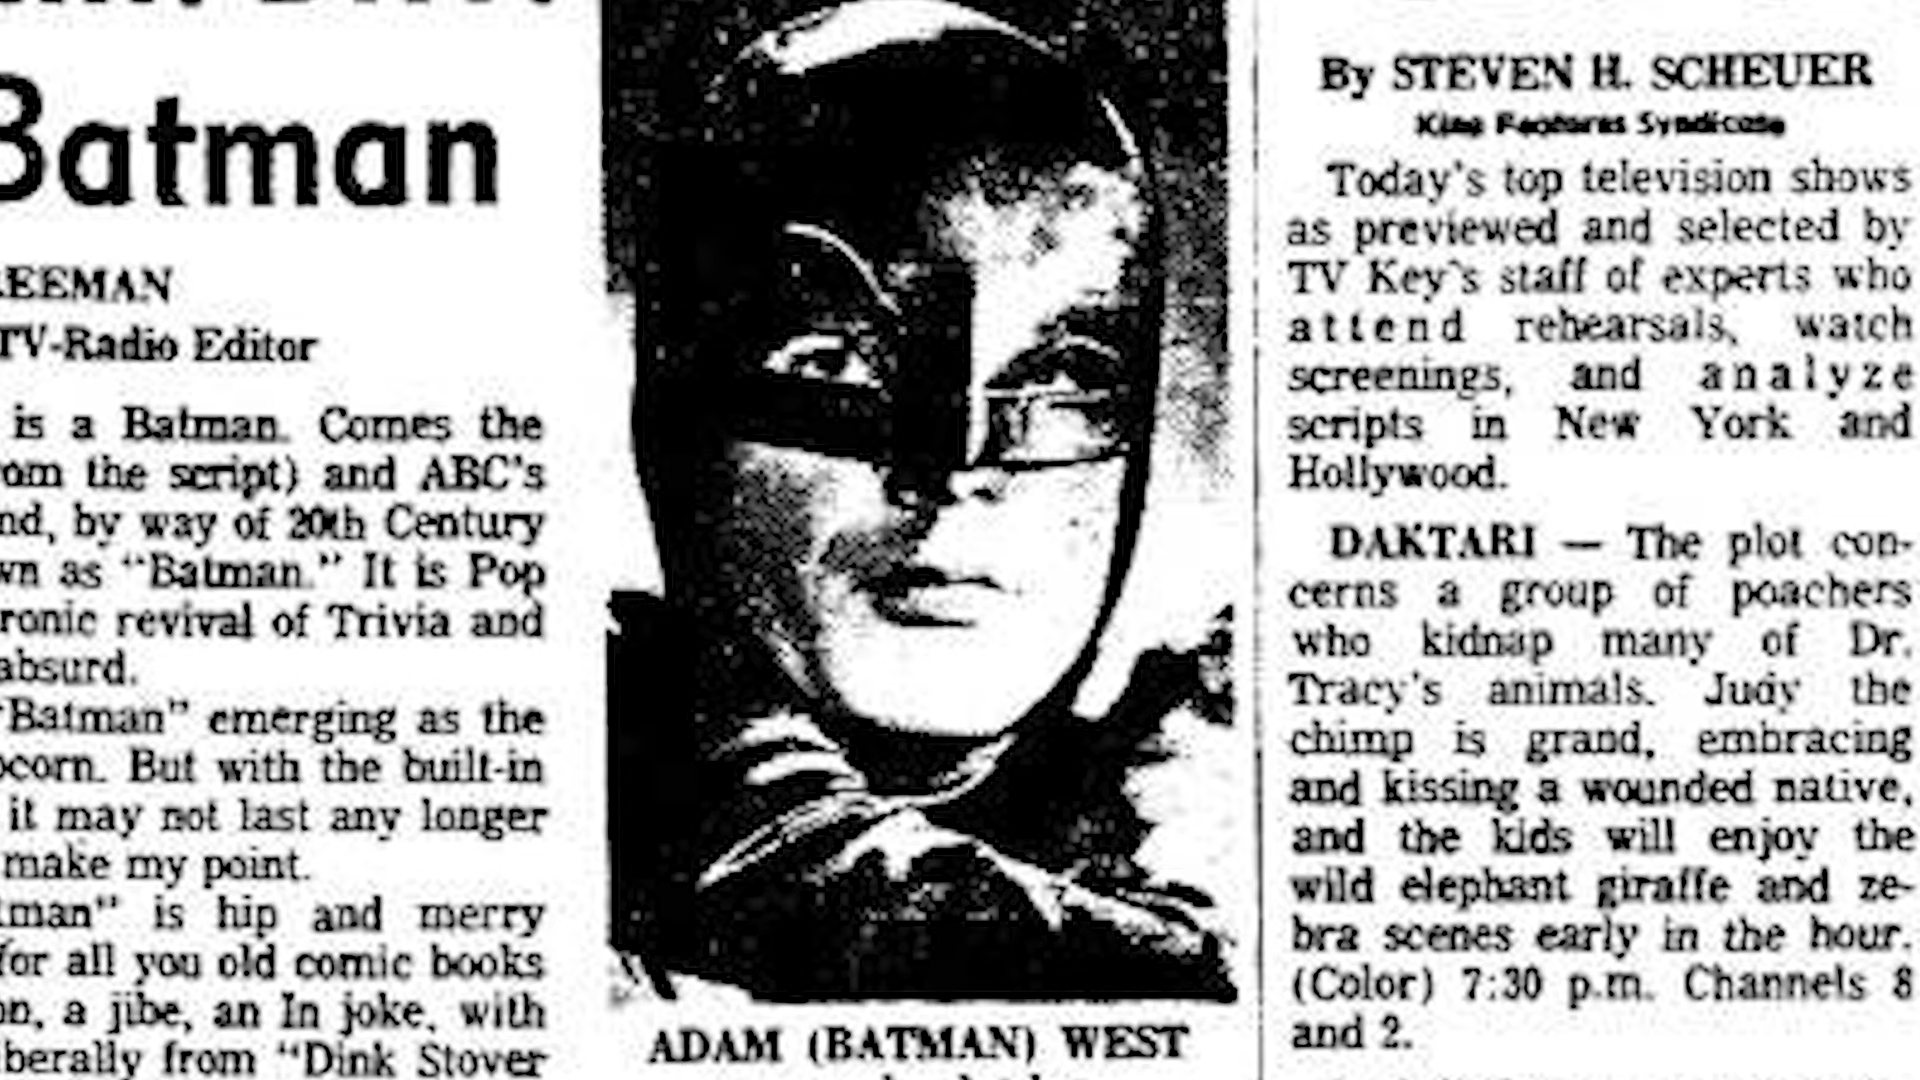 Batman
REEMAN
TV-Radio Editor
is a Batman. Comes the
om the script) and ABC's
nd, by way of 20th Century
wn as "Batman." It is Pop
ronic revival of Trivia and
absurd.
"Batman" emerging as the
ocorn. But with the built-in
it may not last any longer
make my point.
tman" is hip and merry
for all you old comic books
on, a jibe, an In joke, with
iberally from "Dink Stover
ADAM (BATMAN) WEST
By STEVEN H. SCHEUER
King Features Syndicate
Today's top television shows
as previewed and selected by
TV Key's staff of experts who
attend rehearsals, watch
screenings, and analyze
scripts in New York and
Hollywood.
DAKTARI — The plot con-
cerns a group of poachers
who kidnap many of Dr.
Tracy's animals. Judy the
chimp is grand, embracing
and kissing a wounded native,
and the kids will enjoy the
wild elephant giraffe and ze-
bra scenes early in the hour.
(Color) 7:30 p.m. Channels 8
and 2.